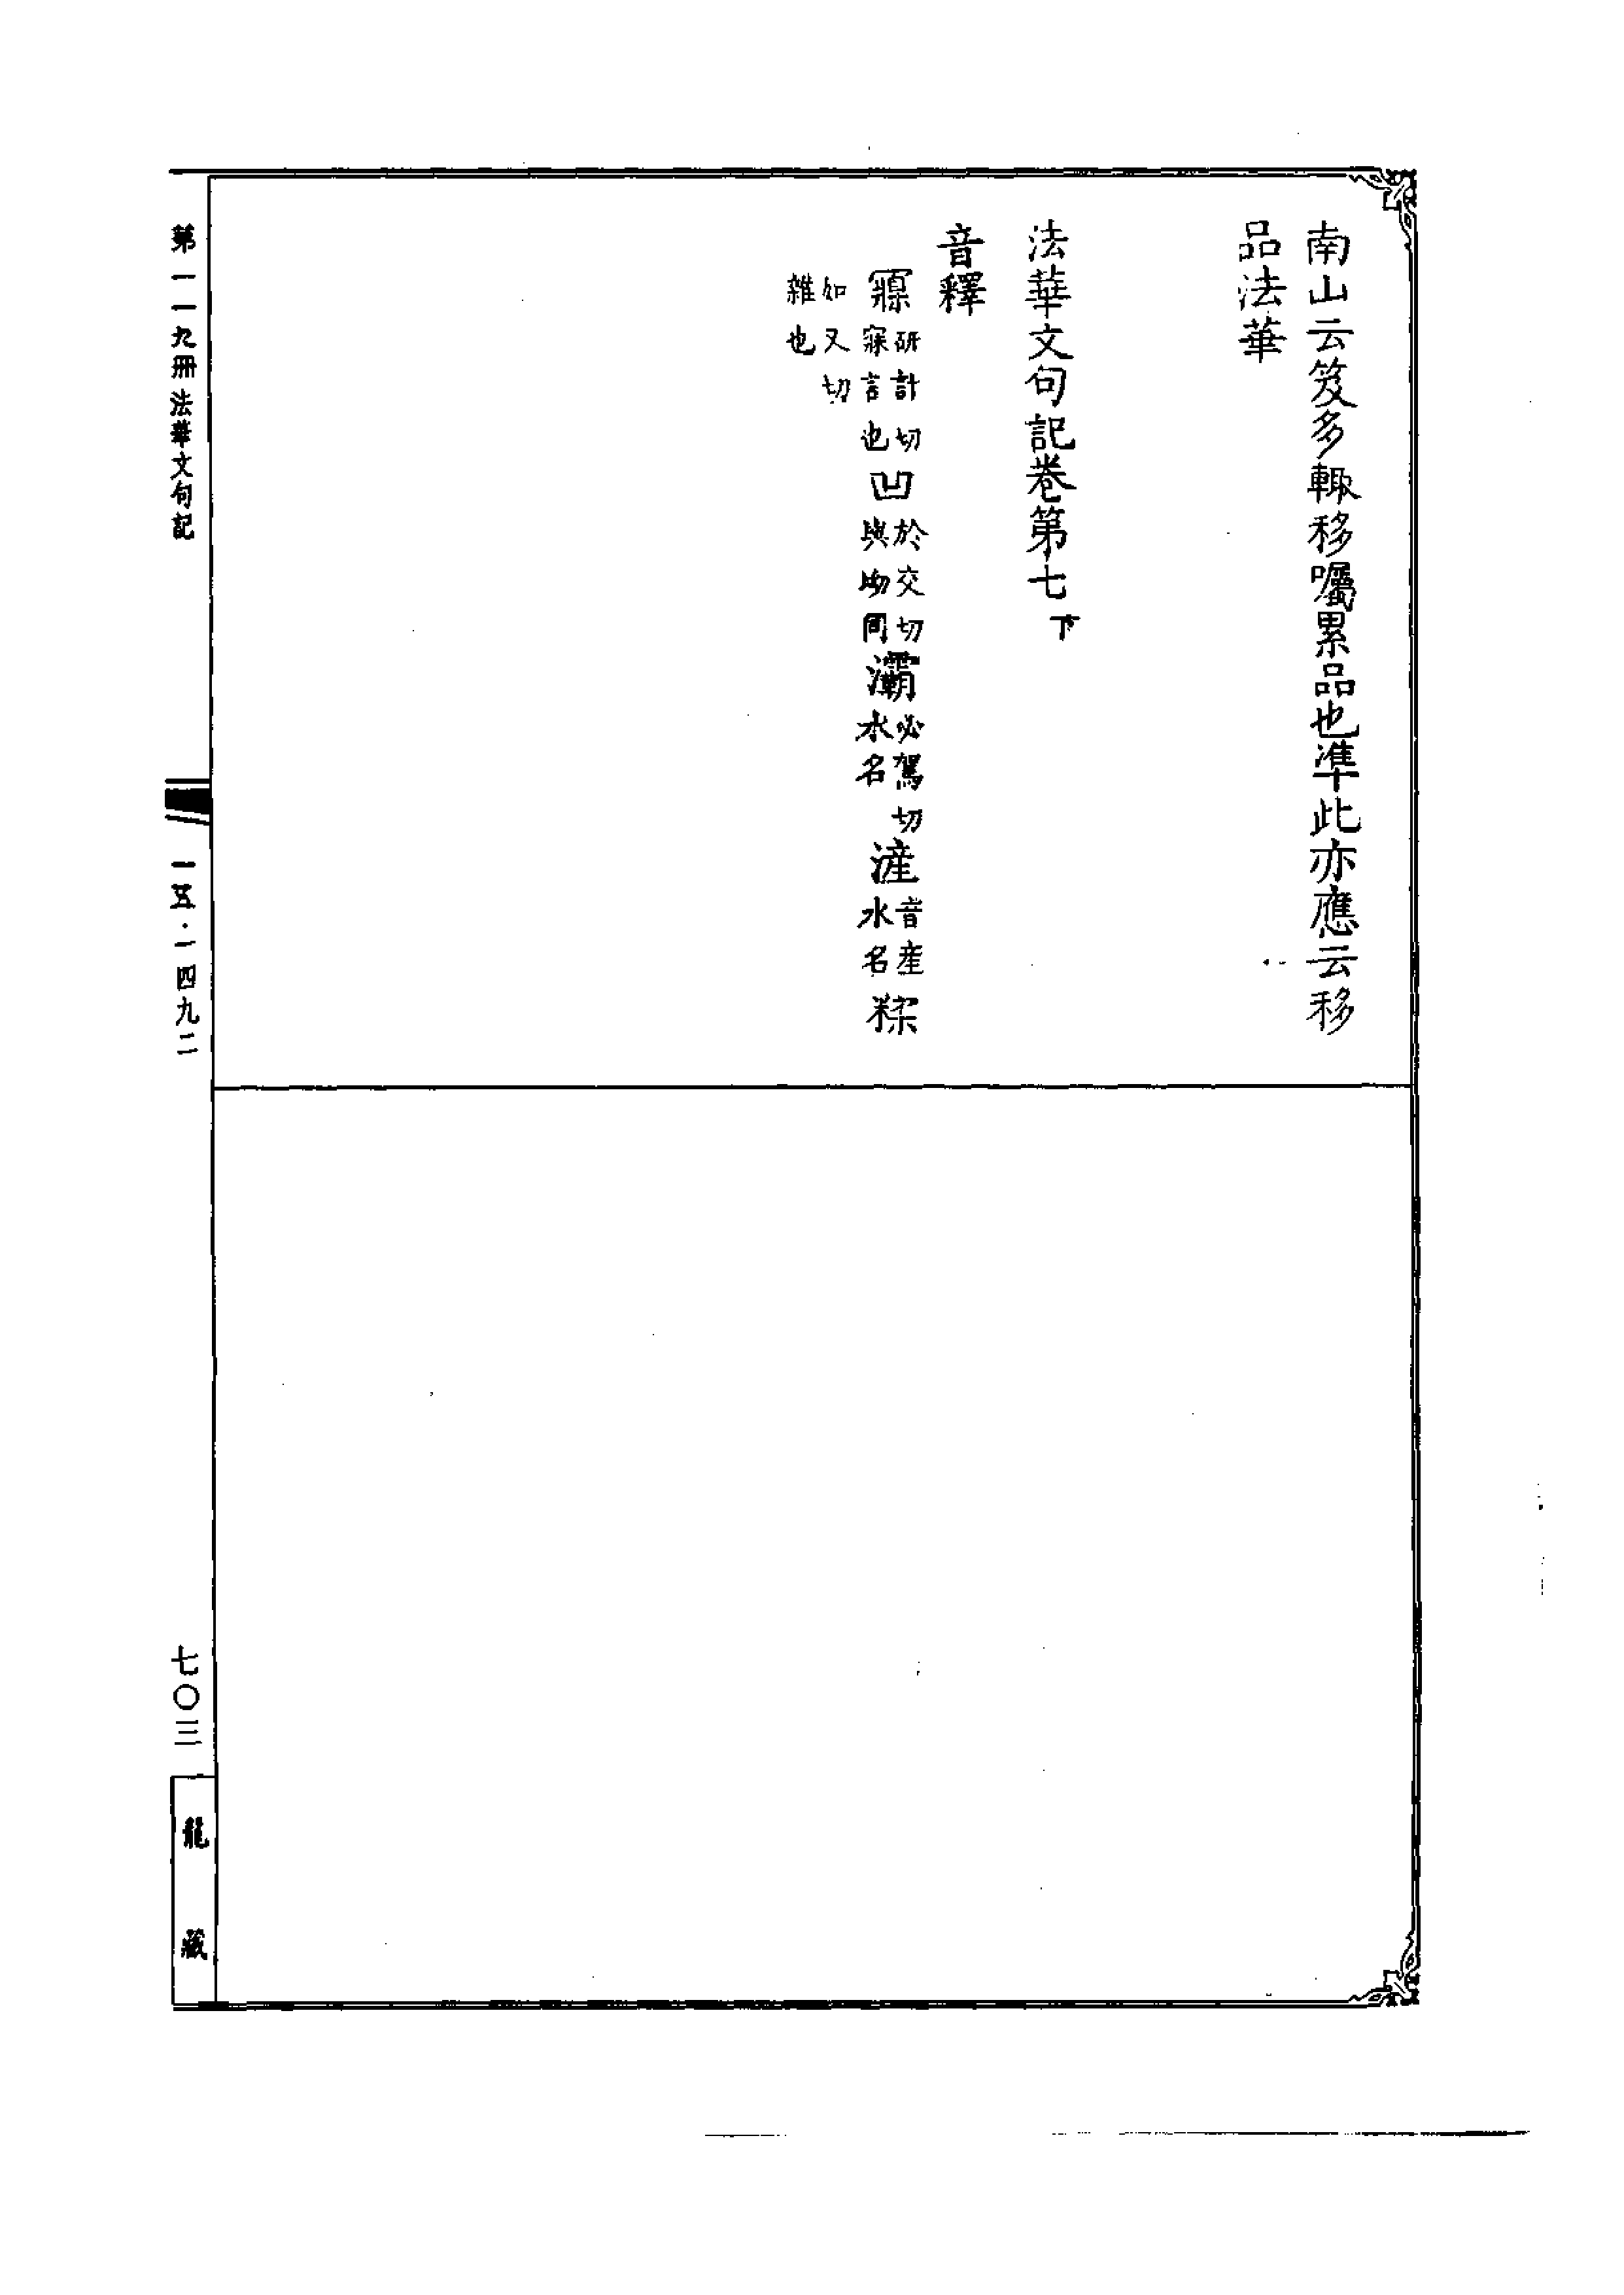 南山云笈多輙移囑累品也準此亦應云移
品法華
法華文句記卷第七下
音釋
寱研計切寐言也凹於交切與坳同灞必駕切水名滻音産水名糅
如又切雜也
第一一九冊法華文句記
一五·一四九二
七〇三
龍藏